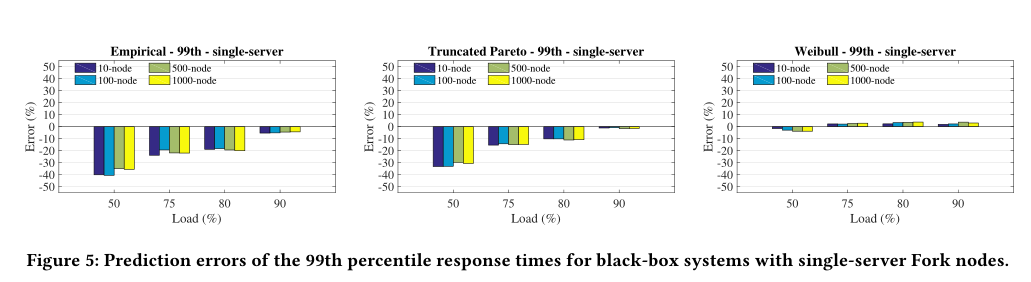 Empirical - 99th - single-server
10-node 500-node
100-node 1000-node
50
40
30
20
10
0
-10
-20
-30
-40
-50
Error (%)
50 75 80 90
Load (%)
Truncated Pareto - 99th - single-server
10-node 500-node
100-node 1000-node
50
40
30
20
10
0
-10
-20
-30
-40
-50
Error (%)
50 75 80 90
Load (%)
Weibull - 99th - single-server
10-node 500-node
100-node 1000-node
50
40
30
20
10
0
-10
-20
-30
-40
-50
Error (%)
50 75 80 90
Load (%)
Figure 5: Prediction errors of the 99th percentile response times for black-box systems with single-server Fork nodes.